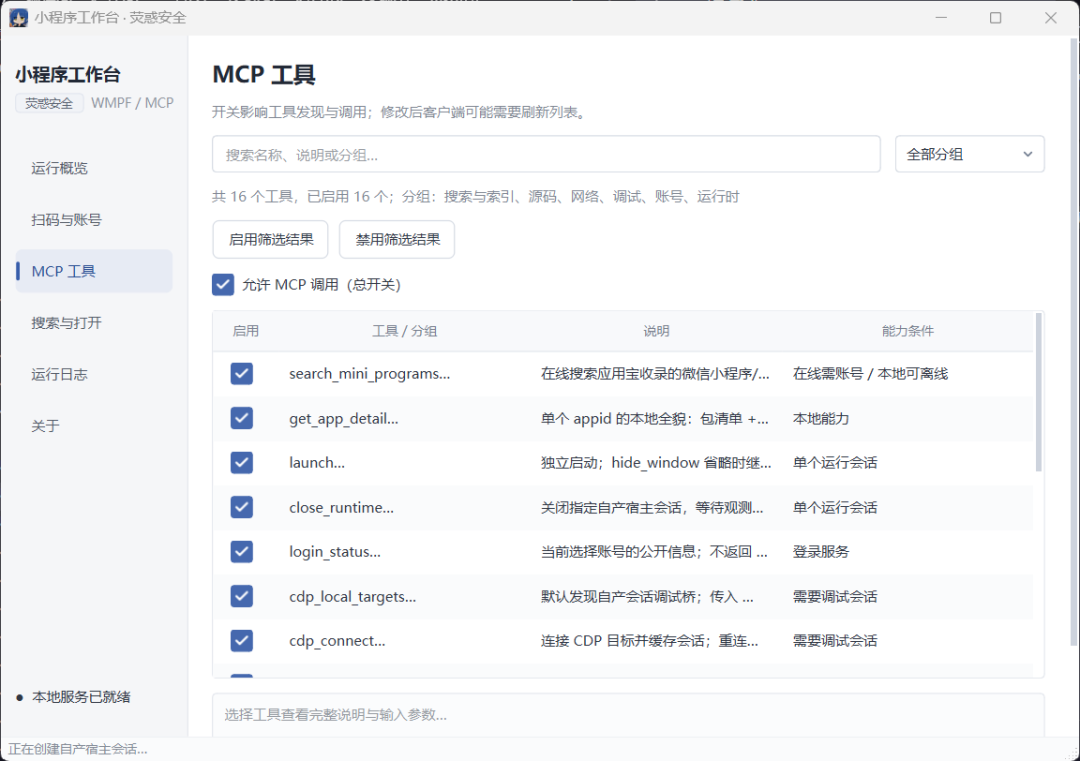 小程序工作台 · 荧惑安全
小程序工作台
荧惑安全 WMPF / MCP
运行概览
扫码与账号
MCP 工具
搜索与打开
运行日志
关于
本地服务已就绪
MCP 工具
开关影响工具发现与调用；修改后客户端可能需要刷新列表。
搜索名称、说明或分组...
全部分组
共 16 个工具，已启用 16 个；分组：搜索与索引、源码、网络、调试、账号、运行时
启用筛选结果 禁用筛选结果
允许 MCP 调用（总开关）
启用 工具 / 分组 说明 能力条件
search_mini_programs... 在线搜索应用宝收录的微信小程序/... 在线需账号 / 本地可离线
get_app_detail... 单个 appid 的本地全貌：包清单 +... 本地能力
launch... 独立启动；hide_window 省略时继... 单个运行会话
close_runtime... 关闭指定自产宿主会话，等待观测... 单个运行会话
login_status... 当前选择账号的公开信息；不返回 ... 登录服务
cdp_local_targets... 默认发现自产会话调试桥；传入 ... 需要调试会话
cdp_connect... 连接 CDP 目标并缓存会话；重连... 需要调试会话
选择工具查看完整说明与输入参数...
正在创建自产宿主会话...